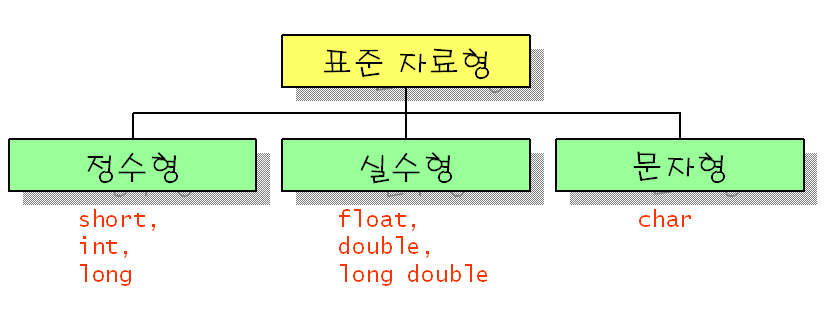 표준 자료형
정수형
실수형
문자형
short,
int,
long
float,
double,
long double
char